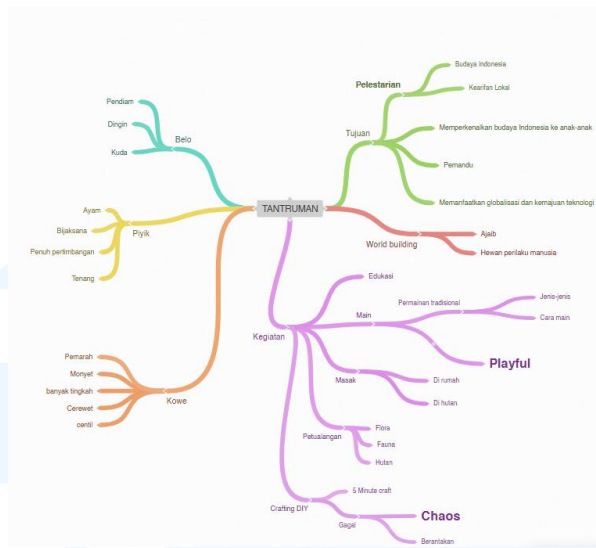 TANTRUMAN
Belo
Pendiam
Dingin
Kuda
Piyik
Ayam
Bijaksana
Penuh pertimbangan
Tenang
Kowe
Pemarah
Monyet
banyak tingkah
Cerewet
centil
Tujuan
Pelestarian
Budaya Indonesia
Kearifan Lokal
Memperkenalkan budaya Indonesia ke anak-anak
Pemandu
Memanfaatkan globalisasi dan kemajuan teknologi
World building
Ajaib
Hewan perilaku manusia
Kegiatan
Edukasi
Main
Permainan tradisional
Jenis-jenis
Cara main
Playful
Masak
Di rumah
Di hutan
Petualangan
Flora
Fauna
Hutan
Crafting DIY
5 Minute craft
Gagal
Chaos
Berantakan